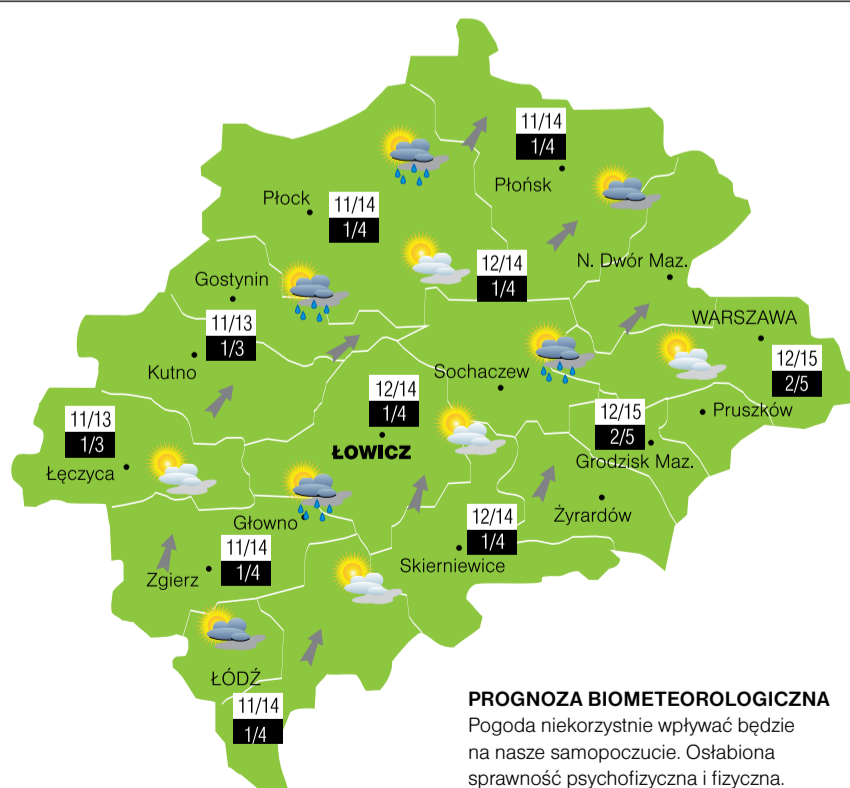 11/14
1/4
Płońsk
Płock
11/14
1/4
12/14
1/4
N. Dwór Maz.
Gostynin
11/13
1/3
Kutno
WARSZAWA
12/15
2/5
Sochaczew
12/14
1/4
ŁOWICZ
12/15
2/5
Pruszków
Grodzisk Maz.
11/13
1/3
Łęczyca
Głowno
Żyrardów
12/14
1/4
Skierniewice
11/14
1/4
Zgierz
ŁÓDŹ
11/14
1/4
PROGNOZA BIOMETEOROLOGICZNA
Pogoda niekorzystnie wpływać będzie
na nasze samopoczucie. Osłabiona
sprawność psychofizyczna i fizyczna.